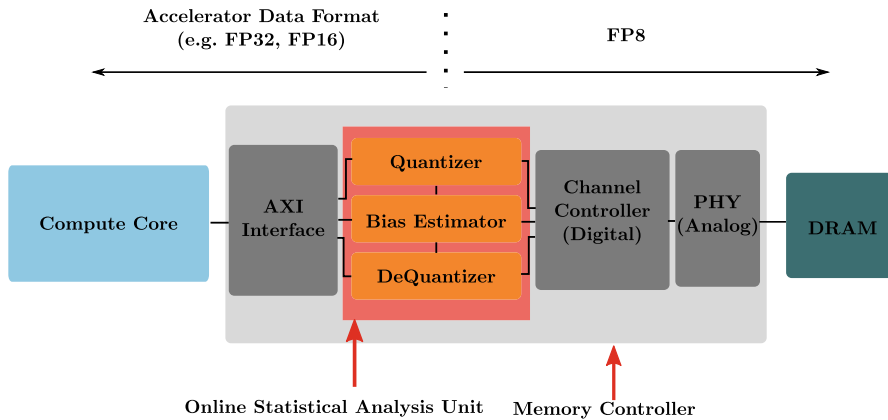 Accelerator Data Format
(e.g. FP32, FP16)
FP8
Compute Core
AXI
Interface
Quantizer
Bias Estimator
DeQuantizer
Channel
Controller
(Digital)
PHY
(Analog)
DRAM
Online Statistical Analysis Unit
Memory Controller